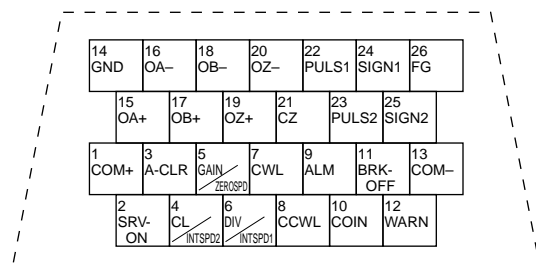 14 16 18 20 22 24 26
GND OA− OB− OZ− PULS1 SIGN1 FG
15 17 19 21 23 25
OA+ OB+ OZ+ CZ PULS2 SIGN2
1 3 5 7 9 11 13
COM+ A-CLR GAIN/ZEROSPD CWL ALM BRK-OFF COM−
2 4 6 8 10 12
SRV-ON CL/INTSPD2 DIV/INTSPD1 CCWL COIN WARN